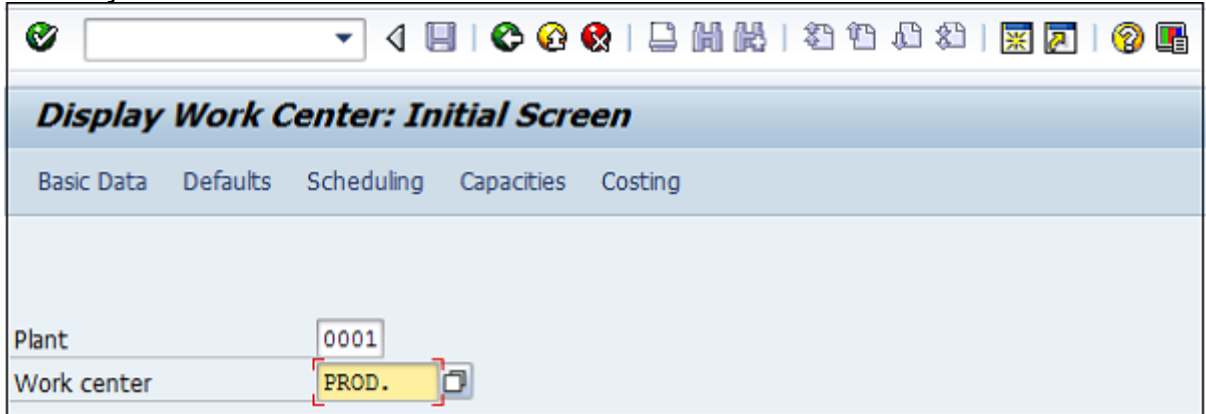 Display Work Center: Initial Screen
Basic Data Defaults Scheduling Capacities Costing
Plant 0001
Work center PROD.